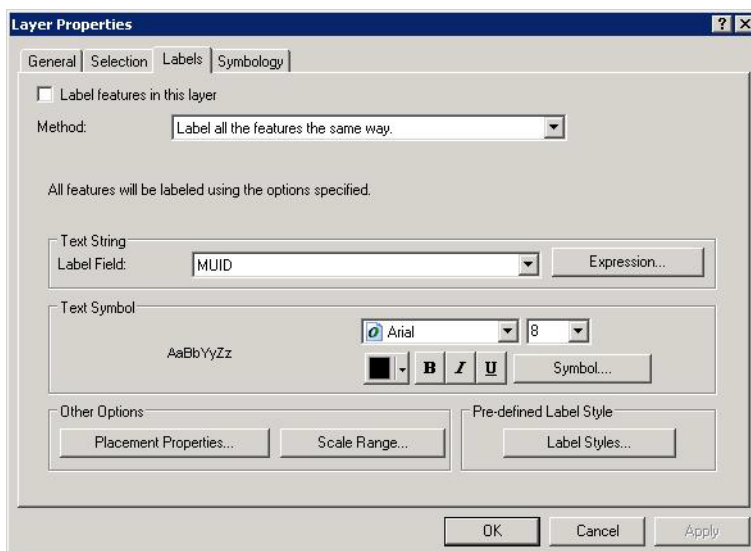 Layer Properties
General Selection Labels Symbology
Label features in this layer
Method: Label all the features the same way.
All features will be labeled using the options specified.
Text String
Label Field: MUID Expression...
Text Symbol
AaBbYyZz
Arial 8
B I U Symbol....
Other Options
Placement Properties... Scale Range...
Pre-defined Label Style
Label Styles...
OK Cancel Apply